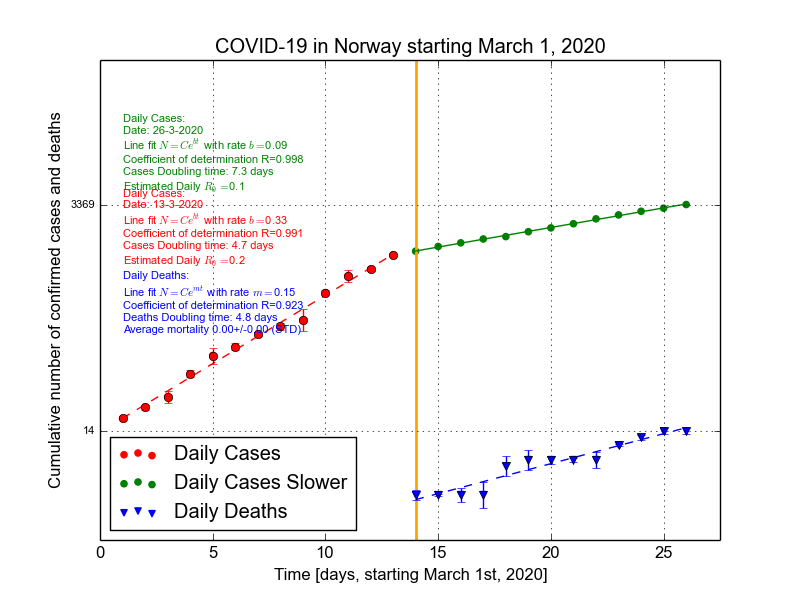 COVID-19 in Norway starting March 1, 2020
Cumulative number of confirmed cases and deaths
Daily Cases:
Date: 26-3-2020
Line fit N = Ce^{bt} with rate b = 0.09
Coefficient of determination R=0.998
Cases Doubling time: 7.3 days
Estimated Daily R_0 = 0.1
Daily Cases:
Date: 13-3-2020
Line fit N = Ce^{bt} with rate b = 0.33
Coefficient of determination R=0.991
Cases Doubling time: 4.7 days
Estimated Daily R_0 = 0.2
Daily Deaths:
Line fit N = Ce^{mt} with rate m = 0.15
Coefficient of determination R=0.923
Deaths Doubling time: 4.8 days
Average mortality 0.00+/-0.00 (STD)
3369
14
Daily Cases
Daily Cases Slower
Daily Deaths
0 5 10 15 20 25
Time [days, starting March 1st, 2020]